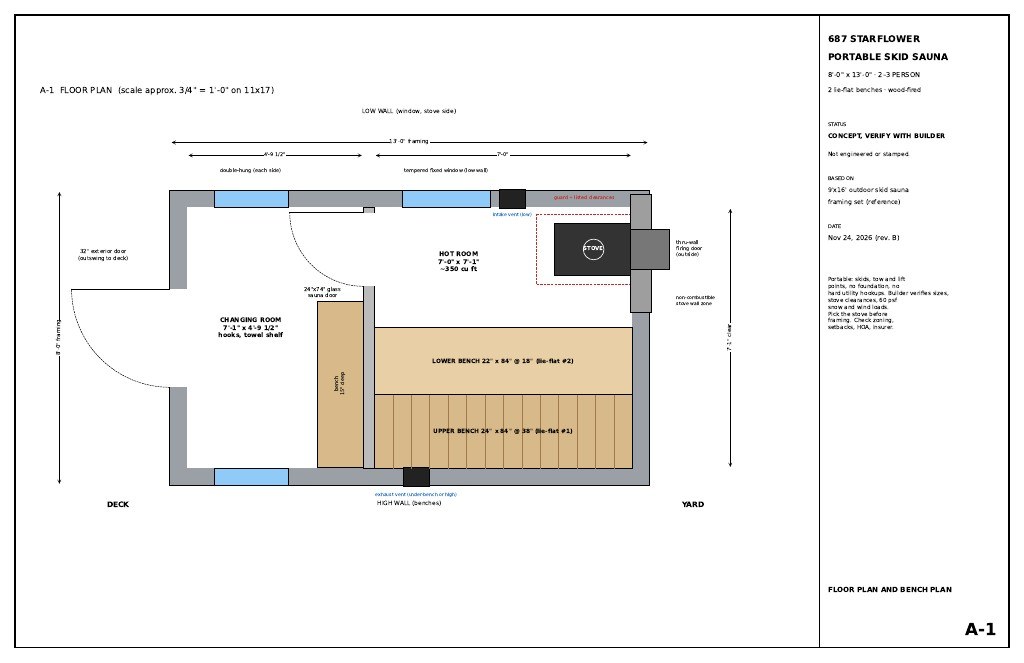 A-1 FLOOR PLAN (scale approx. 3/4" = 1'-0" on 11x17)
LOW WALL (window, stove side)
13'-0" framing
4'-9 1/2"
7'-0"
double-hung (each side)
tempered fixed window (low wall)
guard + listed clearances
intake vent (low)
32" exterior door
(outswing to deck)
HOT ROOM
7'-0" x 7'-1"
~350 cu ft
STOVE
thru-wall
firing door
(outside)
24"x74" glass
sauna door
non-combustible
stove wall zone
CHANGING ROOM
7'-1" x 4'-9 1/2"
hooks, towel shelf
8'-0" framing
7'-1" clear
bench
15" deep
LOWER BENCH 22" x 84" @ 18" (lie-flat #2)
UPPER BENCH 24" x 84" @ 38" (lie-flat #1)
exhaust vent (under-bench or high)
HIGH WALL (benches)
DECK
YARD
687 STARFLOWER
PORTABLE SKID SAUNA
8'-0" x 13'-0" · 2-3 PERSON
2 lie-flat benches · wood-fired
STATUS
CONCEPT, VERIFY WITH BUILDER
Not engineered or stamped.
BASED ON
9'x16' outdoor skid sauna
framing set (reference)
DATE
Nov 24, 2026 (rev. B)
Portable: skids, tow and lift
points, no foundation, no
hard utility hookups. Builder verifies sizes,
stove clearances, 60 psf
snow and wind loads.
Pick the stove before
framing. Check zoning,
setbacks, HOA, insurer.
FLOOR PLAN AND BENCH PLAN
A-1